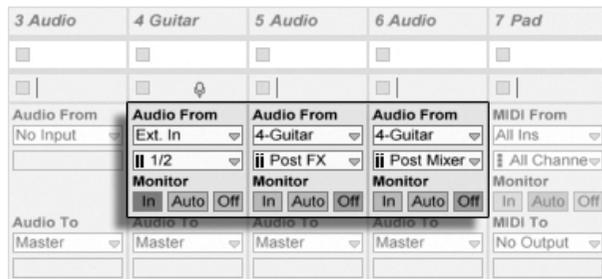 3 Audio 4 Guitar 5 Audio 6 Audio 7 Pad
Audio From Audio From Audio From Audio From MIDI From
No Input Ext. In 4-Guitar 4-Guitar All Ins
1/2 Post FX Post Mixer All Channe
Monitor Monitor Monitor Monitor
In Auto Off In Auto Off In Auto Off In Auto Off
Audio To Audio To Audio To Audio To MIDI To
Master Master Master Master No Output